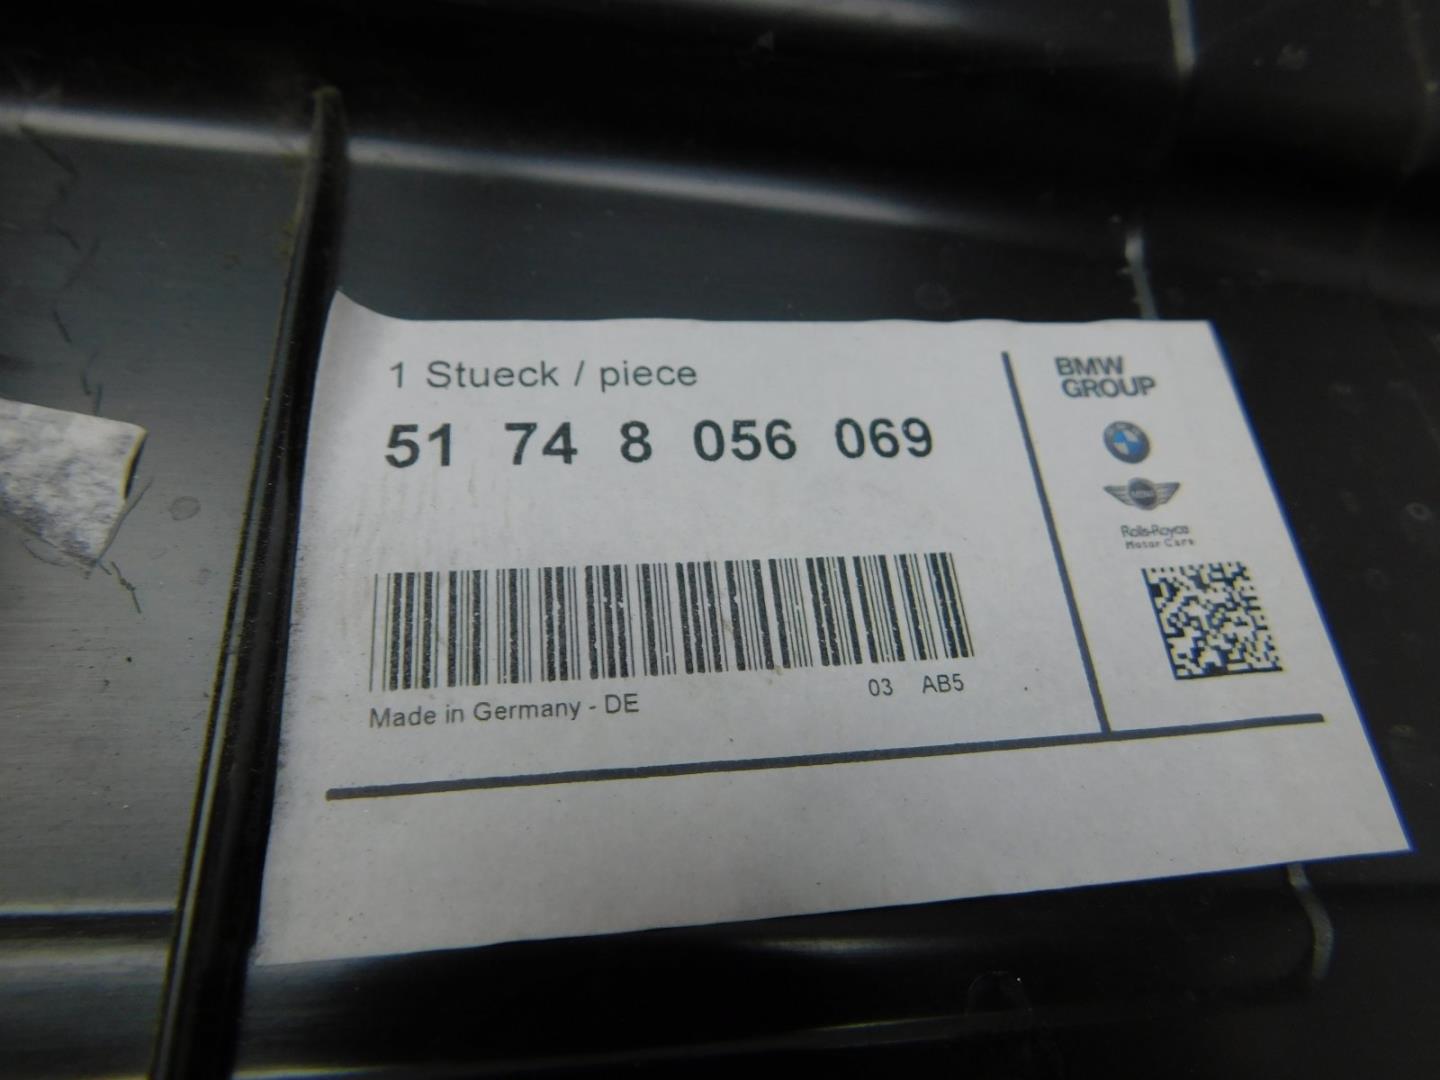 1 Stueck / piece
51 74 8 056 069
Made in Germany - DE
03 AB5
BMW
GROUP
Rolls-Royce
Motor Cars